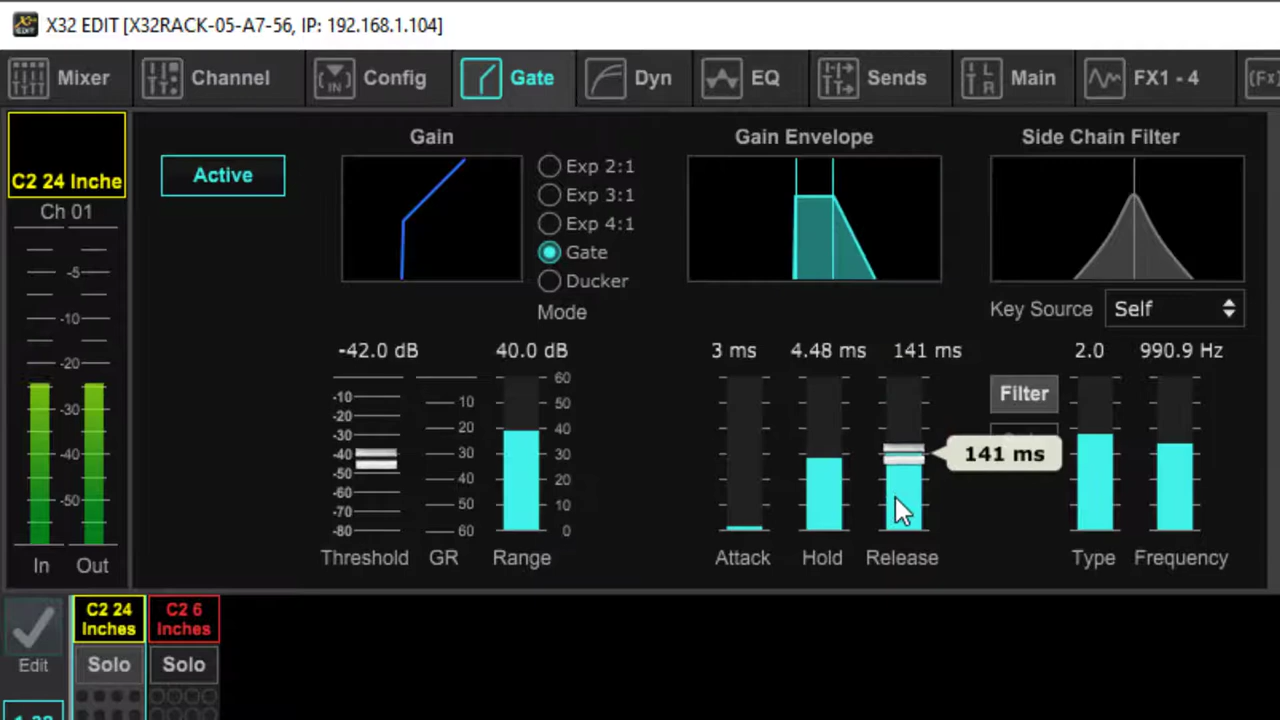 X32 EDIT [X32RACK-05-A7-56, IP: 192.168.1.104]
Mixer Channel Config Gate Dyn EQ Sends Main FX1 - 4 (Fx)
C2 24 Inche
Ch 01
-5
-10
-20
-30
-40
-50
In Out
Active
Gain
Exp 2:1
Exp 3:1
Exp 4:1
Gate
Ducker
Mode
-42.0 dB 40.0 dB
-10
-20
-30
-40
-50
-60
-70
-80
10
20
30
40
50
60
60
50
40
30
20
10
0
Threshold GR Range
Gain Envelope
3 ms 4.48 ms 141 ms
141 ms
Attack Hold Release
Side Chain Filter
Key Source Self
2.0 990.9 Hz
Filter
Type Frequency
Edit
C2 24
Inches
Solo
C2 6
Inches
Solo